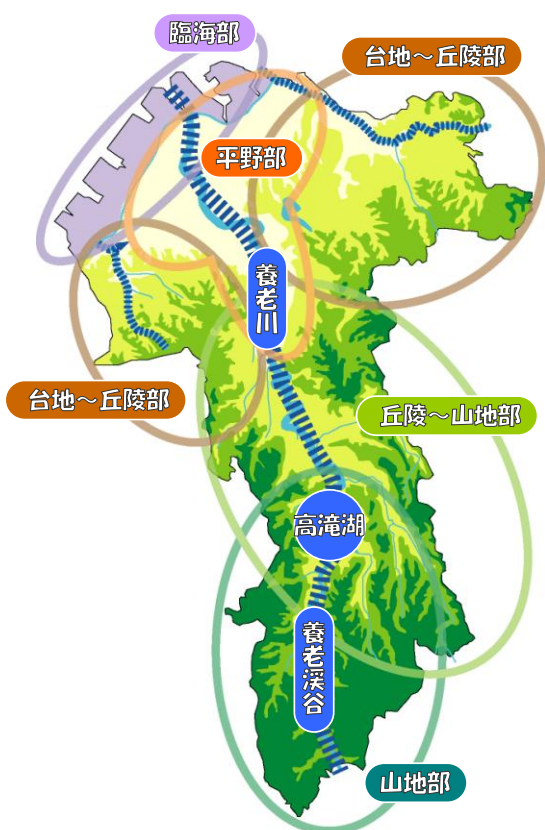 臨海部
台地～丘陵部
平野部
養老川
台地～丘陵部
丘陵～山地部
高滝湖
養老渓谷
山地部